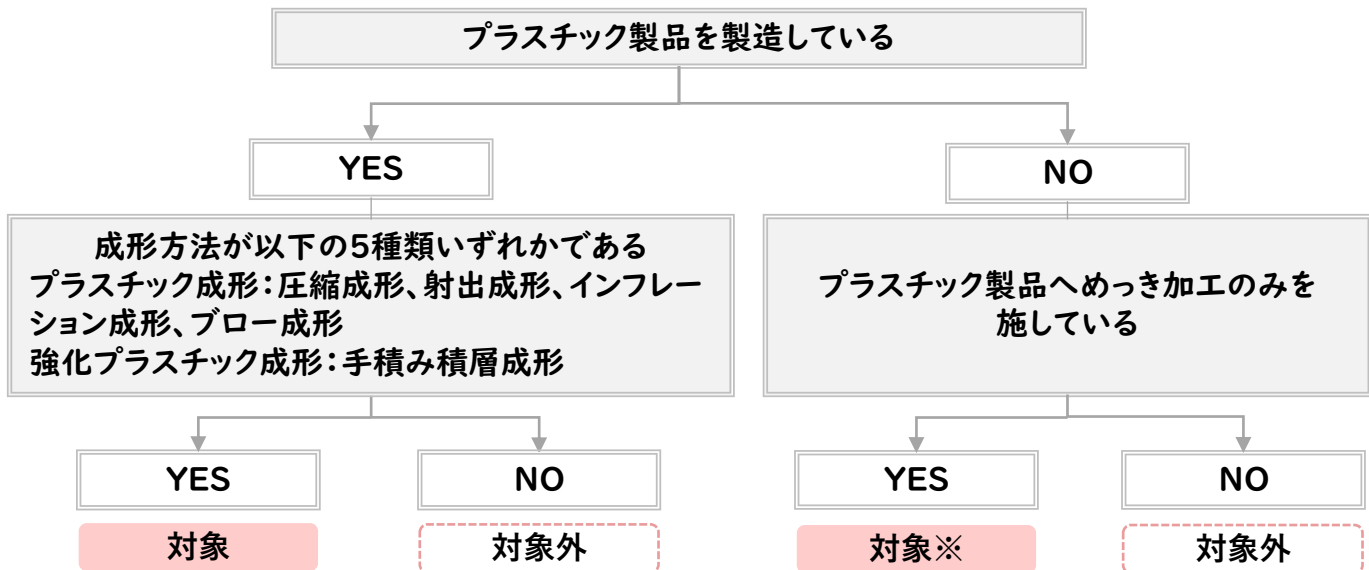 プラスチック製品を製造している
YES
NO
成形方法が以下の5種類いずれかである
プラスチック成形：圧縮成形、射出成形、インフレー
ション成形、ブロー成形
強化プラスチック成形：手積み積層成形
プラスチック製品へめっき加工のみを
施している
YES
NO
YES
NO
対象
対象外
対象※
対象外